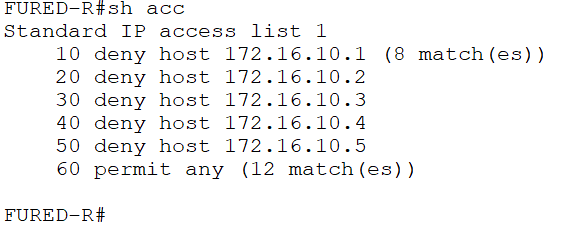 FURED-R#sh acc
Standard IP access list 1
    10 deny host 172.16.10.1 (8 match(es))
    20 deny host 172.16.10.2
    30 deny host 172.16.10.3
    40 deny host 172.16.10.4
    50 deny host 172.16.10.5
    60 permit any (12 match(es))
FURED-R#